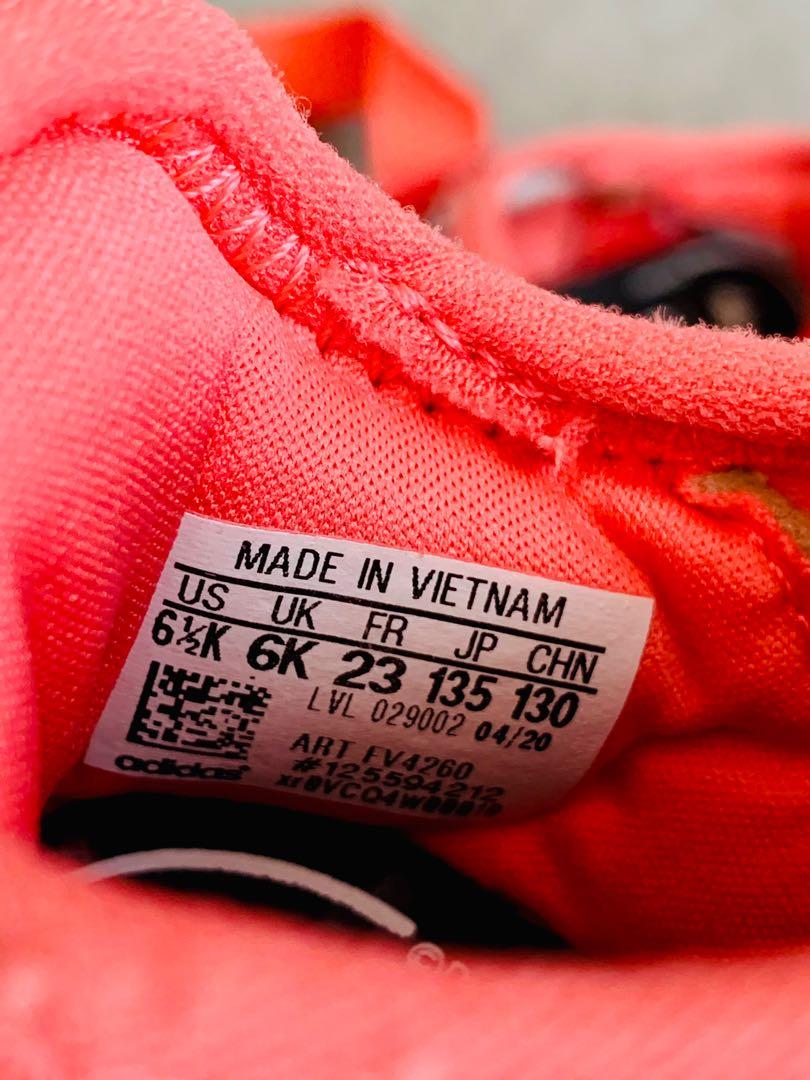 MADE IN VIETNAM
US UK FR JP CHN
6½K 6K 23 135 130
LVL 029002 04/20
ART FV4260
#125594212
adidas